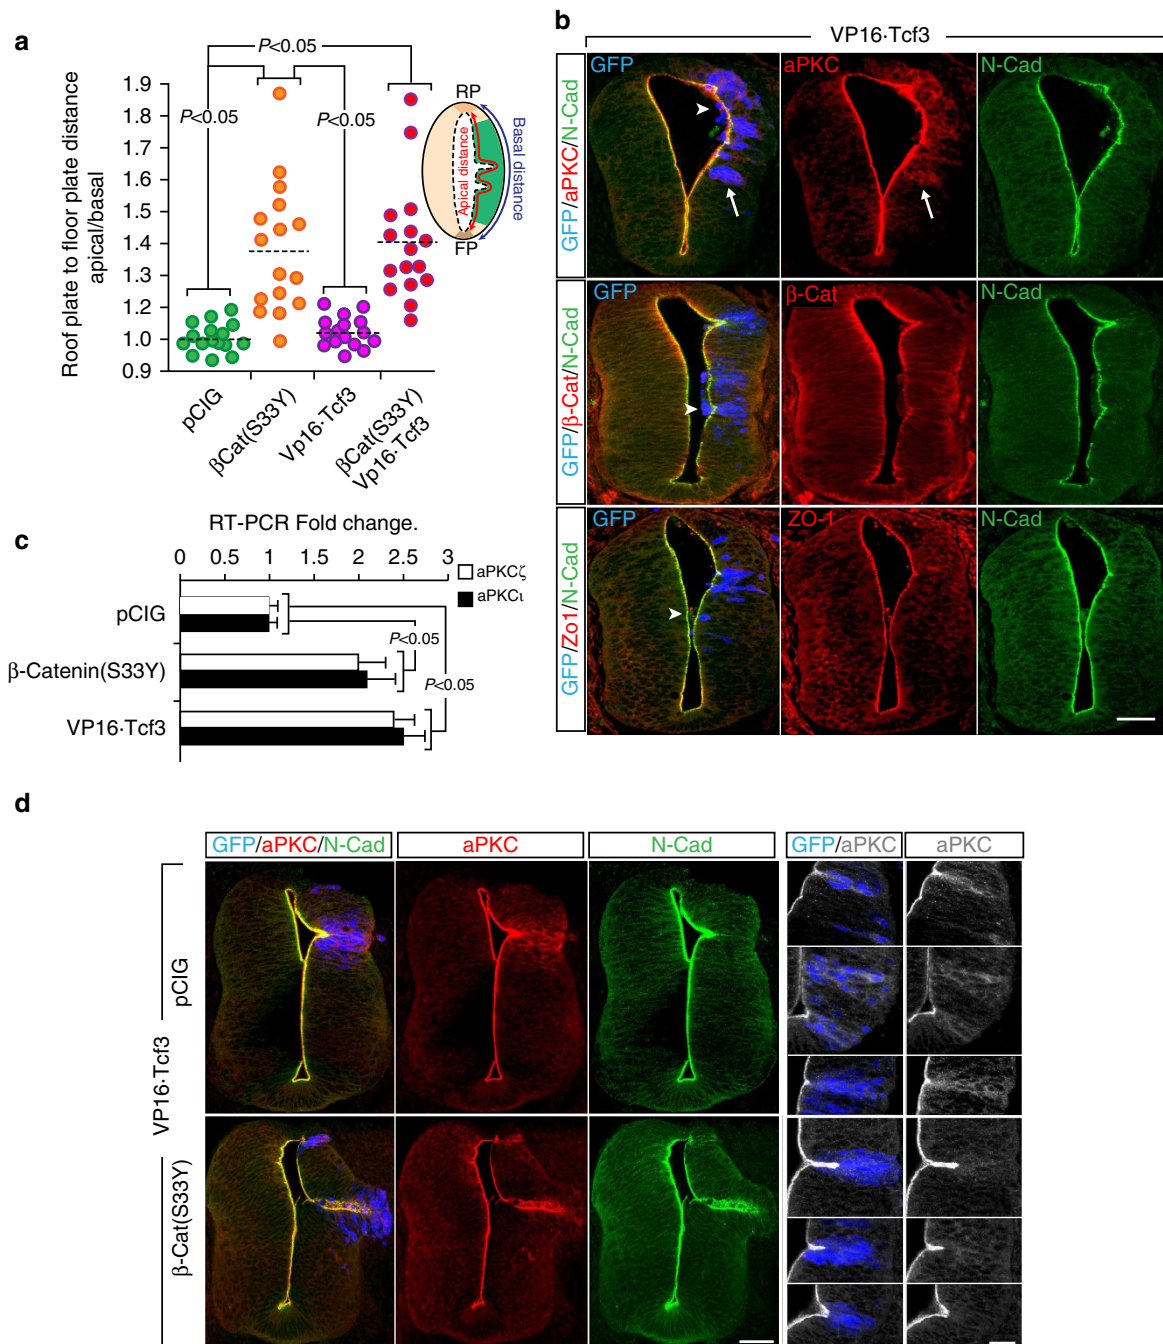 a
P<0.05
P<0.05
P<0.05
Roof plate to floor plate distance
apical/basal
1.9
1.8
1.7
1.6
1.5
1.4
1.3
1.2
1.1
1.0
0.9
pCIG
βCat(S33Y)
Vp16·Tcf3
βCat(S33Y)
Vp16·Tcf3
RP
FP
Apical distance
Basal distance
b
VP16·Tcf3
GFP/aPKC/N-Cad
GFP
aPKC
N-Cad
GFP/β-Cat/N-Cad
GFP
β-Cat
N-Cad
GFP/Zo1/N-Cad
GFP
ZO-1
N-Cad
c
RT-PCR Fold change.
0 0.5 1 1.5 2 2.5 3
aPKCζ
aPKCι
pCIG
β-Catenin(S33Y)
VP16·Tcf3
P<0.05
P<0.05
d
GFP/aPKC/N-Cad
aPKC
N-Cad
GFP/aPKC
aPKC
VP16·Tcf3
pCIG
β-Cat(S33Y)